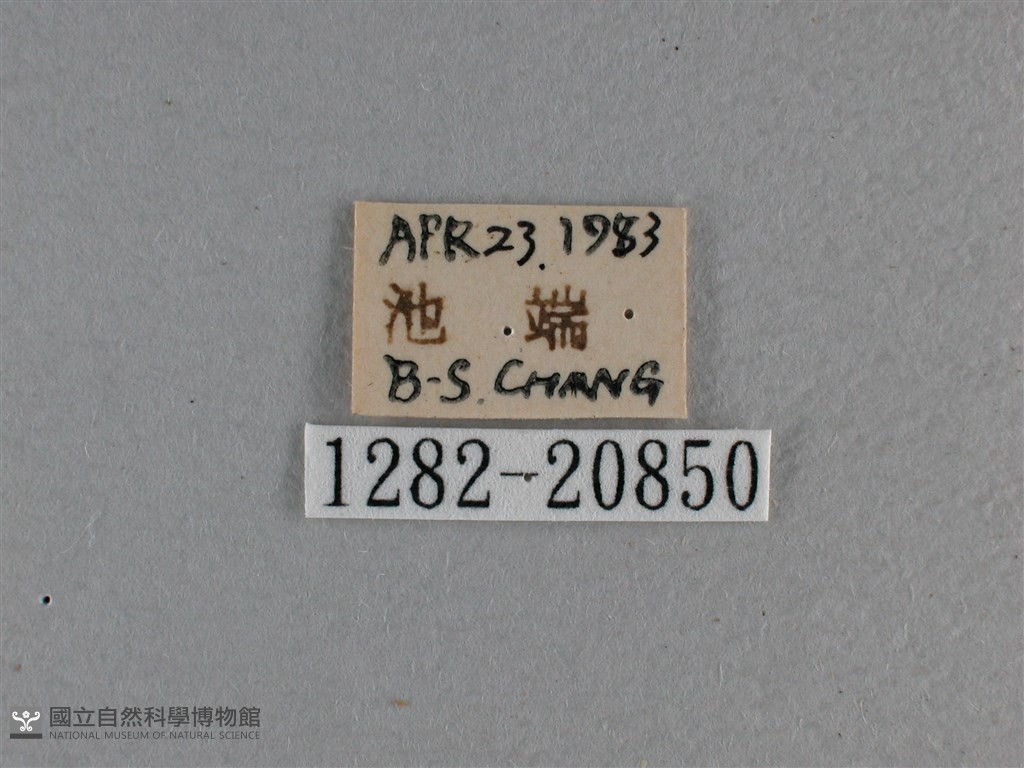 APR 23. 1983
池 端
B-S. CHANG
1282-20850
國立自然科學博物館
NATIONAL MUSEUM OF NATURAL SCIENCE